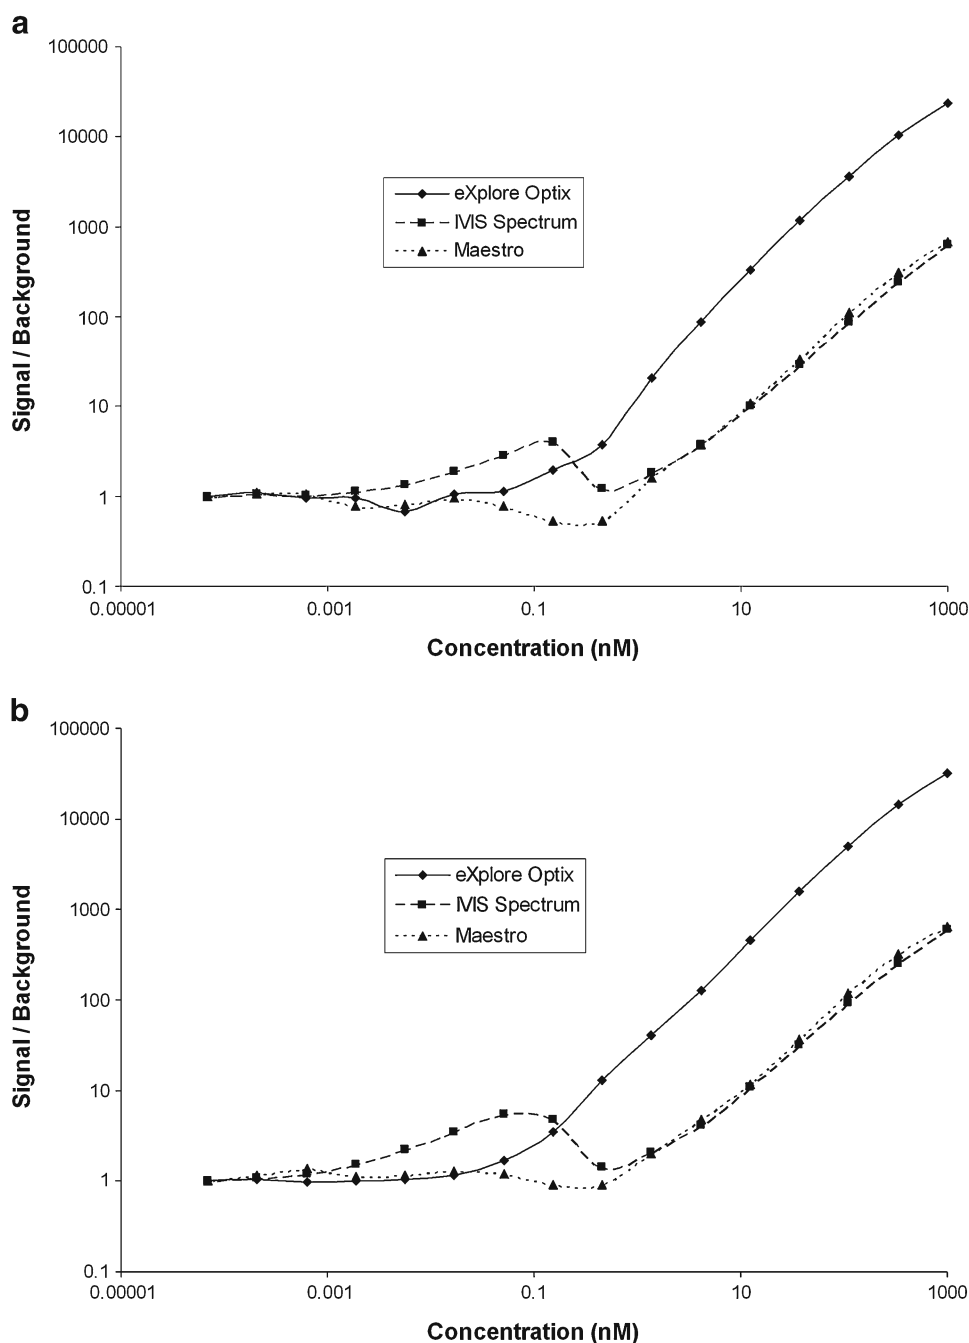 a
100000
10000
1000
100
10
1
0.1
Signal / Background
eXplore Optix
IVIS Spectrum
Maestro
0.00001
0.001
0.1
10
1000
Concentration (nM)
b
100000
10000
1000
100
10
1
0.1
Signal / Background
eXplore Optix
IVIS Spectrum
Maestro
0.00001
0.001
0.1
10
1000
Concentration (nM)